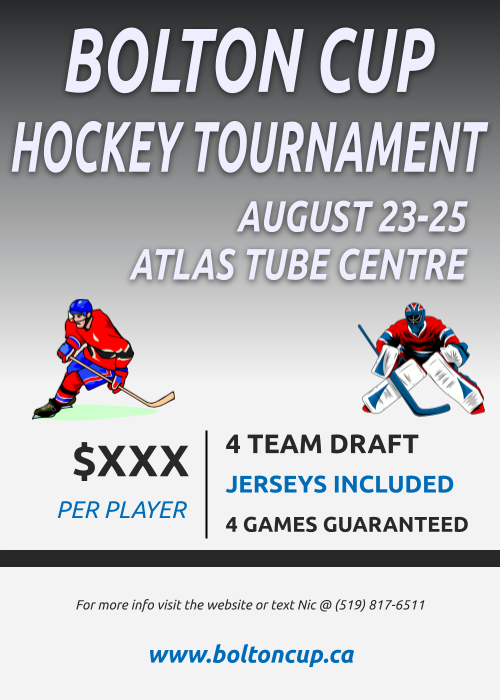 BOLTON CUP
HOCKEY TOURNAMENT
AUGUST 23-25
ATLAS TUBE CENTRE
$XXX
PER PLAYER
4 TEAM DRAFT
JERSEYS INCLUDED
4 GAMES GUARANTEED
For more info visit the website or text Nic @ (519) 817-6511
www.boltoncup.ca